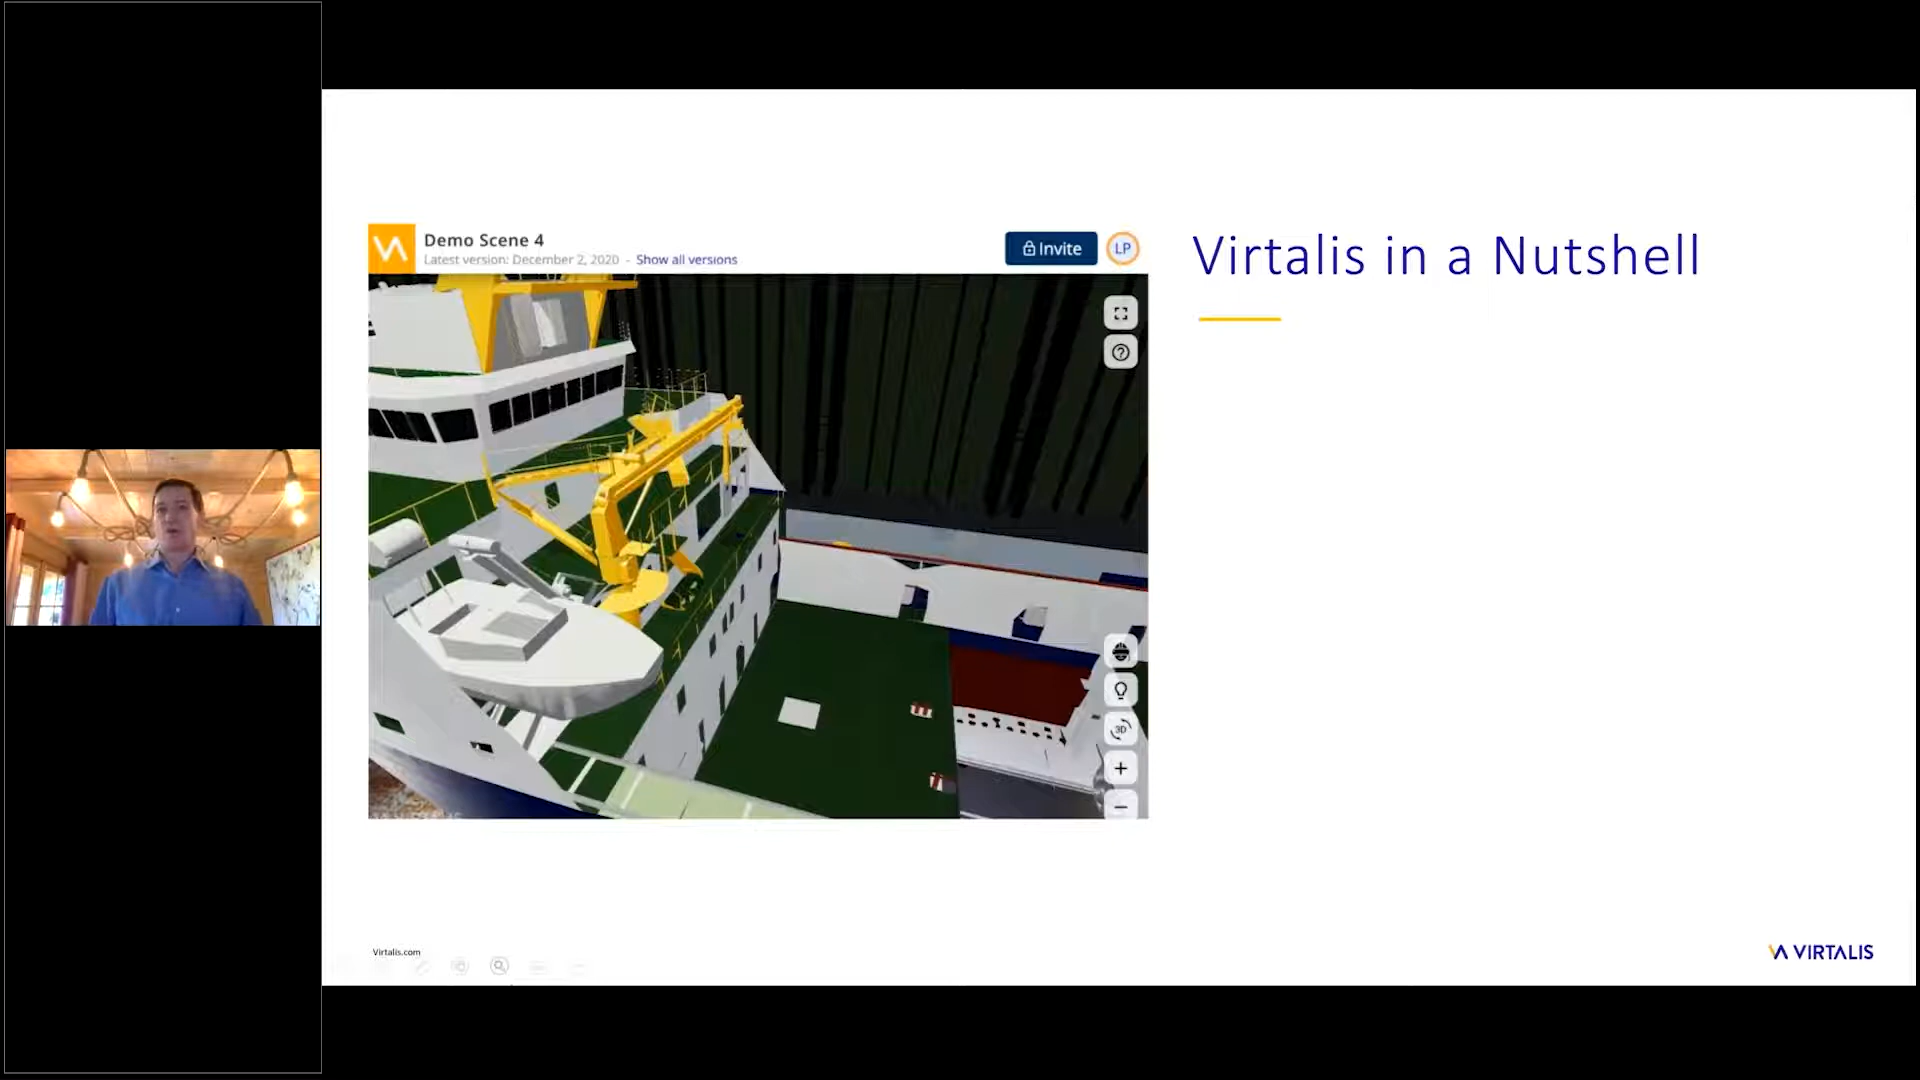 Demo Scene 4
Latest version: December 2, 2020 - Show all versions
Invite
LP
Virtalis in a Nutshell
3D
Virtalis.com
VIRTALIS